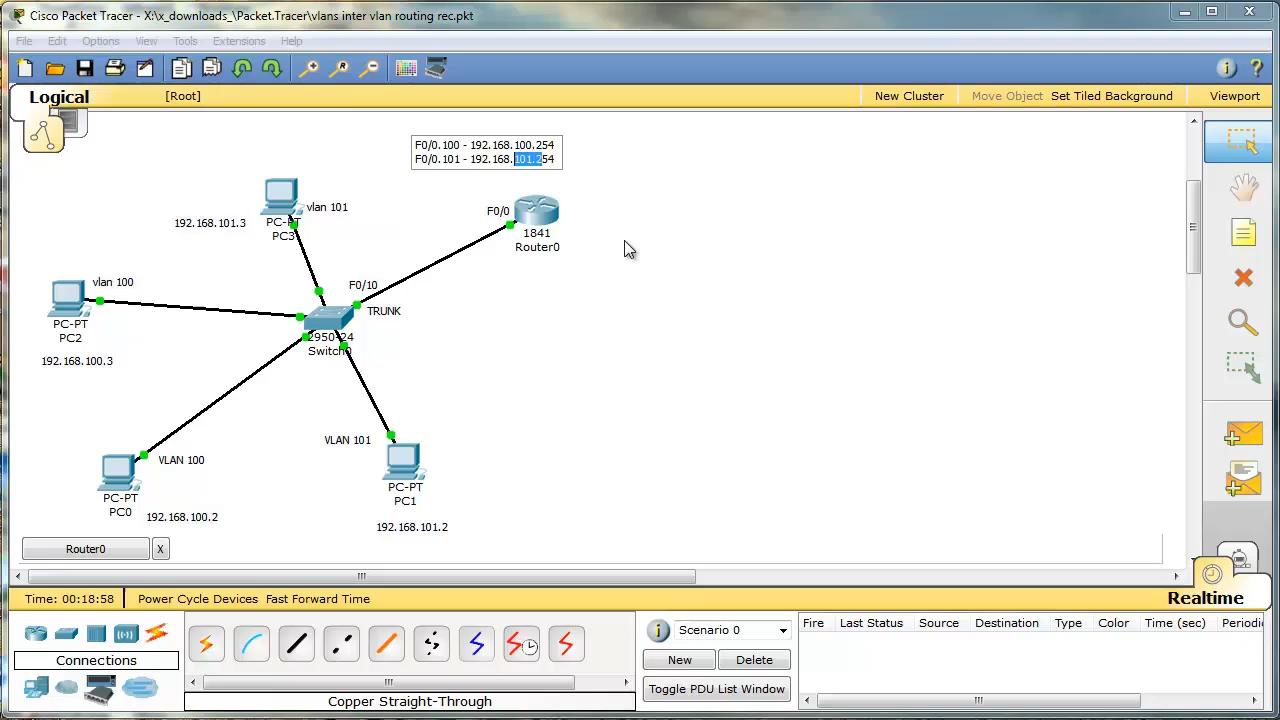 Cisco Packet Tracer - X:\x_downloads_\Packet.Tracer\vlans inter vlan routing rec.pkt
File Edit Options View Tools Extensions Help
Logical [Root] New Cluster Move Object Set Tiled Background Viewport
F0/0.100 - 192.168.100.254
F0/0.101 - 192.168.101.254
vlan 101
192.168.101.3
PC-PT
PC3
F0/0
1841
Router0
vlan 100
PC-PT
PC2
192.168.100.3
F0/10
TRUNK
2950-24
Switch0
VLAN 101
PC-PT
PC1
192.168.101.2
VLAN 100
PC-PT
PC0
192.168.100.2
Router0 X
Time: 00:18:58 Power Cycle Devices Fast Forward Time Realtime
Connections
Copper Straight-Through
Scenario 0
New Delete
Toggle PDU List Window
Fire Last Status Source Destination Type Color Time (sec) Periodi